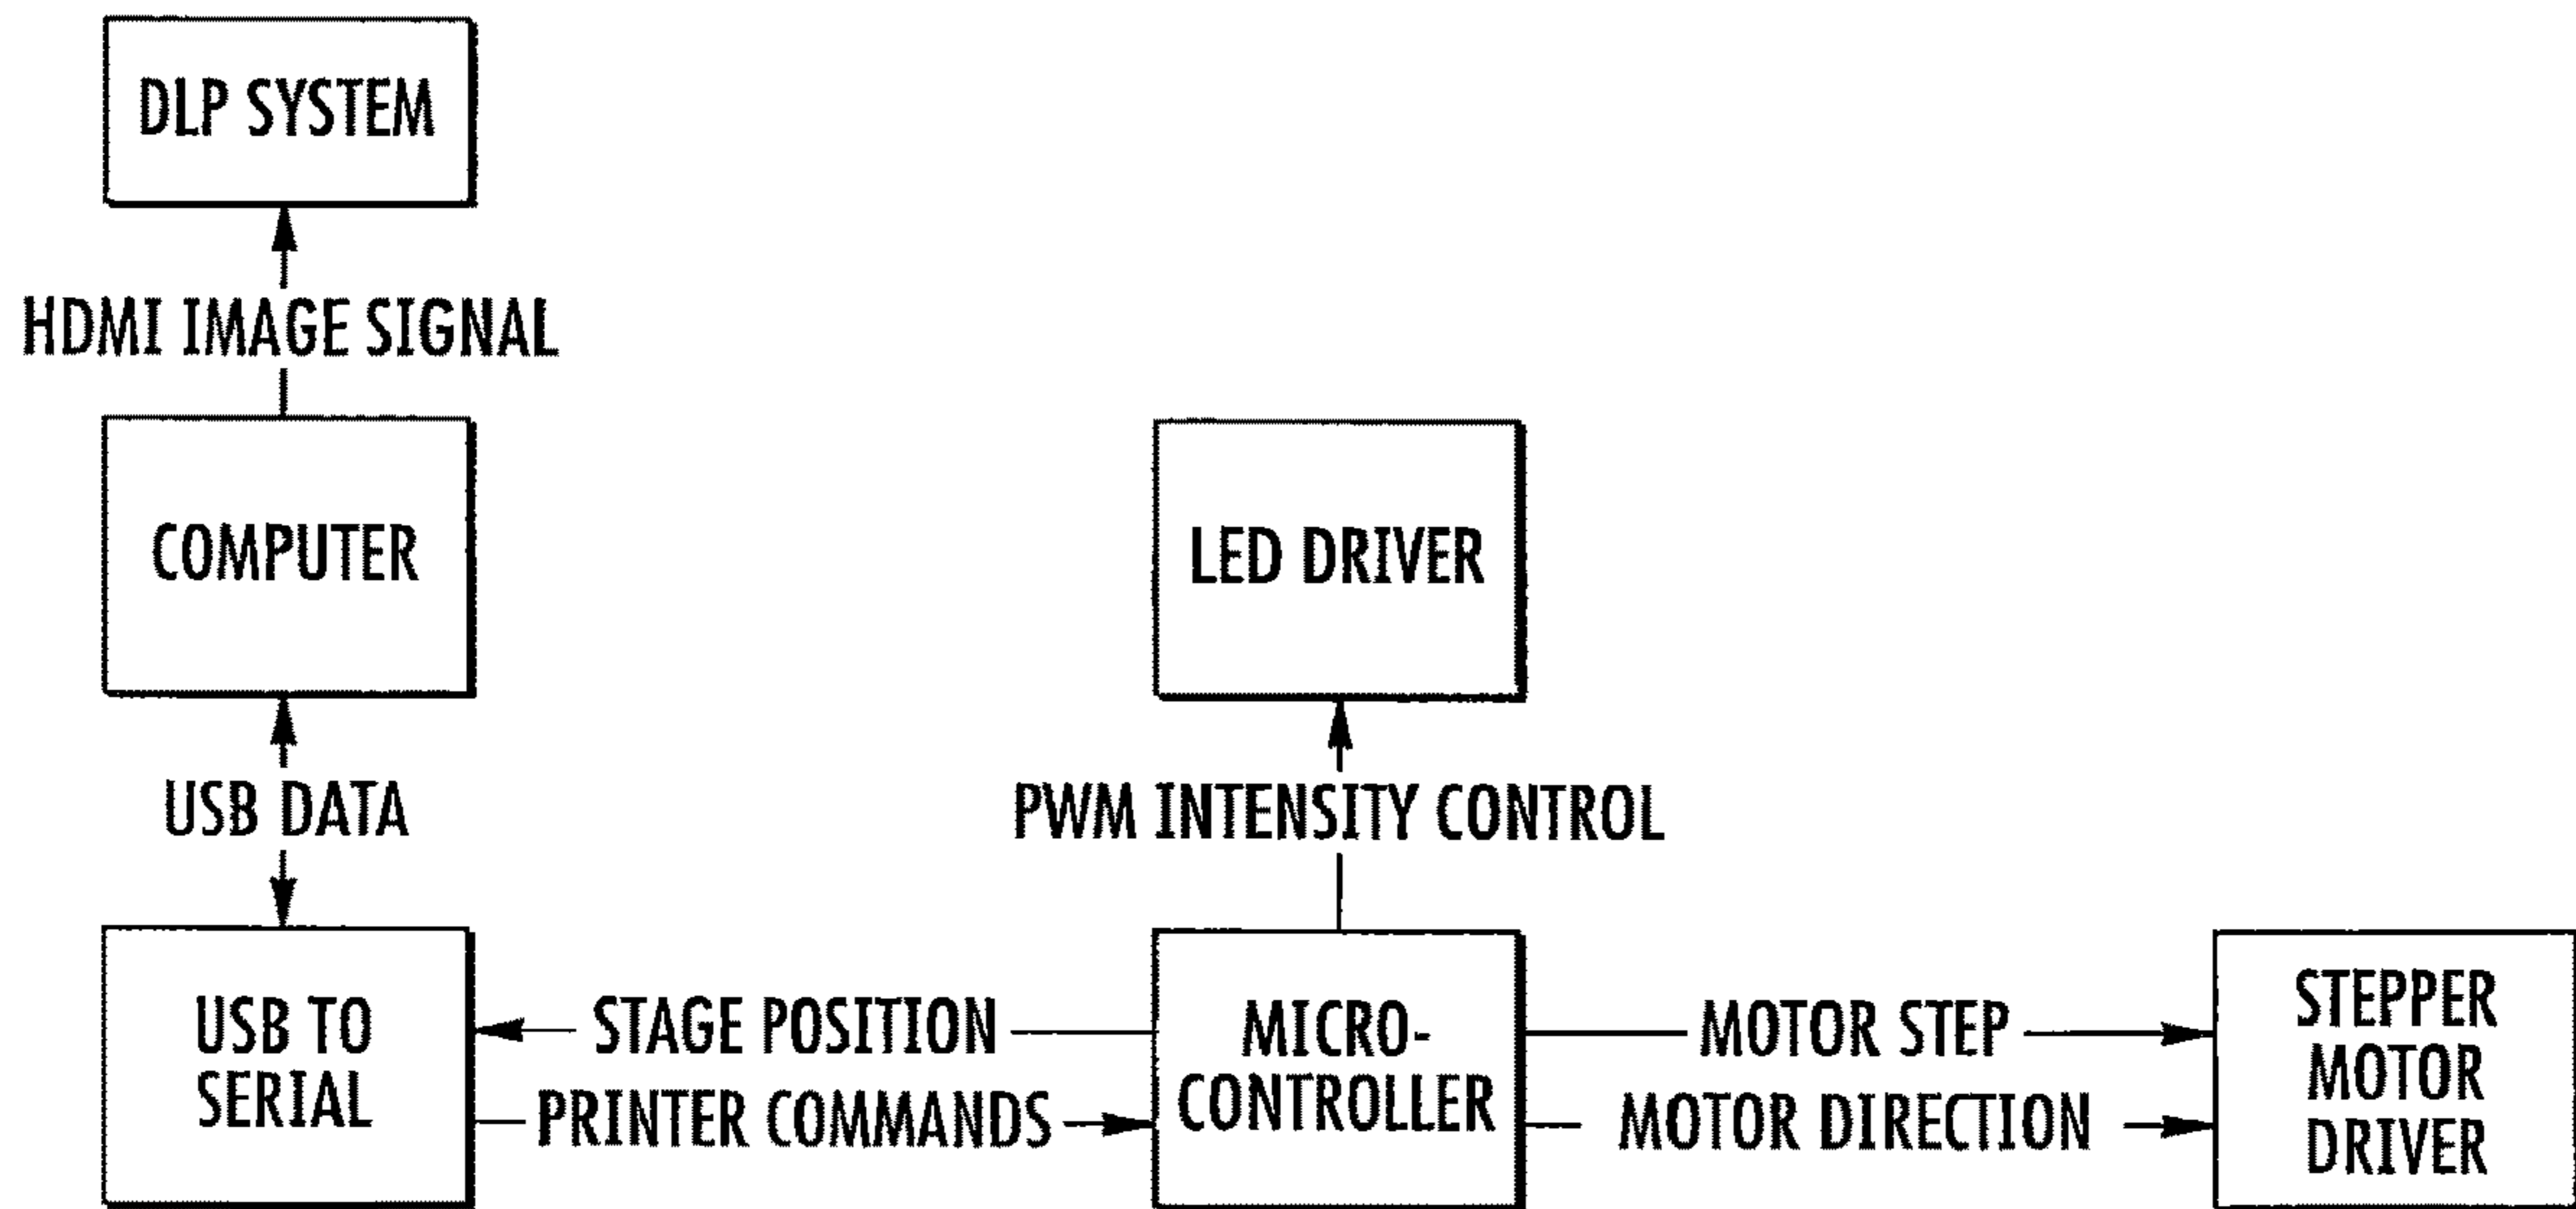 DLP SYSTEM
HDMI IMAGE SIGNAL
COMPUTER
LED DRIVER
USB DATA
PWM INTENSITY CONTROL
USB TO
SERIAL
STAGE POSITION
PRINTER COMMANDS
MICRO-
CONTROLLER
MOTOR STEP
MOTOR DIRECTION
STEPPER
MOTOR
DRIVER